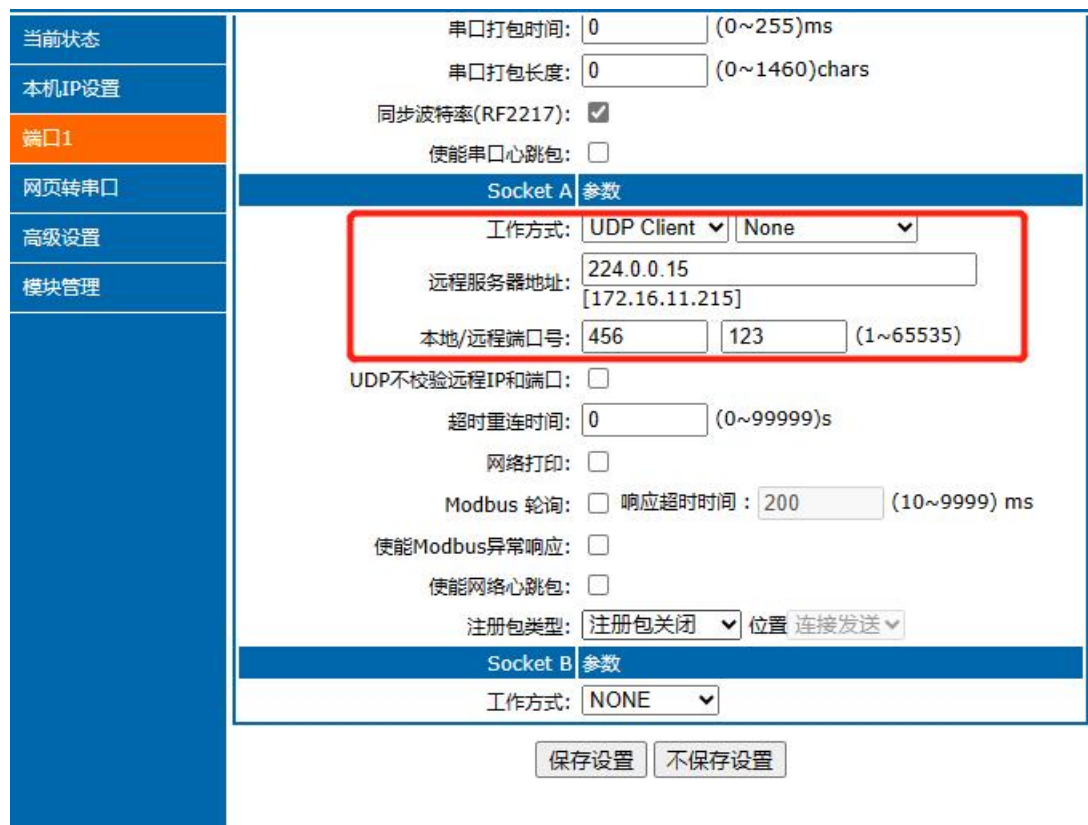 当前状态
本机IP设置
端口1
网页转串口
高级设置
模块管理
串口打包时间: 0 (0~255)ms
串口打包长度: 0 (0~1460)chars
同步波特率(RF2217):
使能串口心跳包:
Socket A 参数
工作方式: UDP Client None
远程服务器地址: 224.0.0.15
[172.16.11.215]
本地/远程端口号: 456 123 (1~65535)
UDP不校验远程IP和端口:
超时重连时间: 0 (0~99999)s
网络打印:
Modbus 轮询: 响应超时时间：200 (10~9999) ms
使能Modbus异常响应:
使能网络心跳包:
注册包类型: 注册包关闭 位置 连接发送
Socket B 参数
工作方式: NONE
保存设置 不保存设置